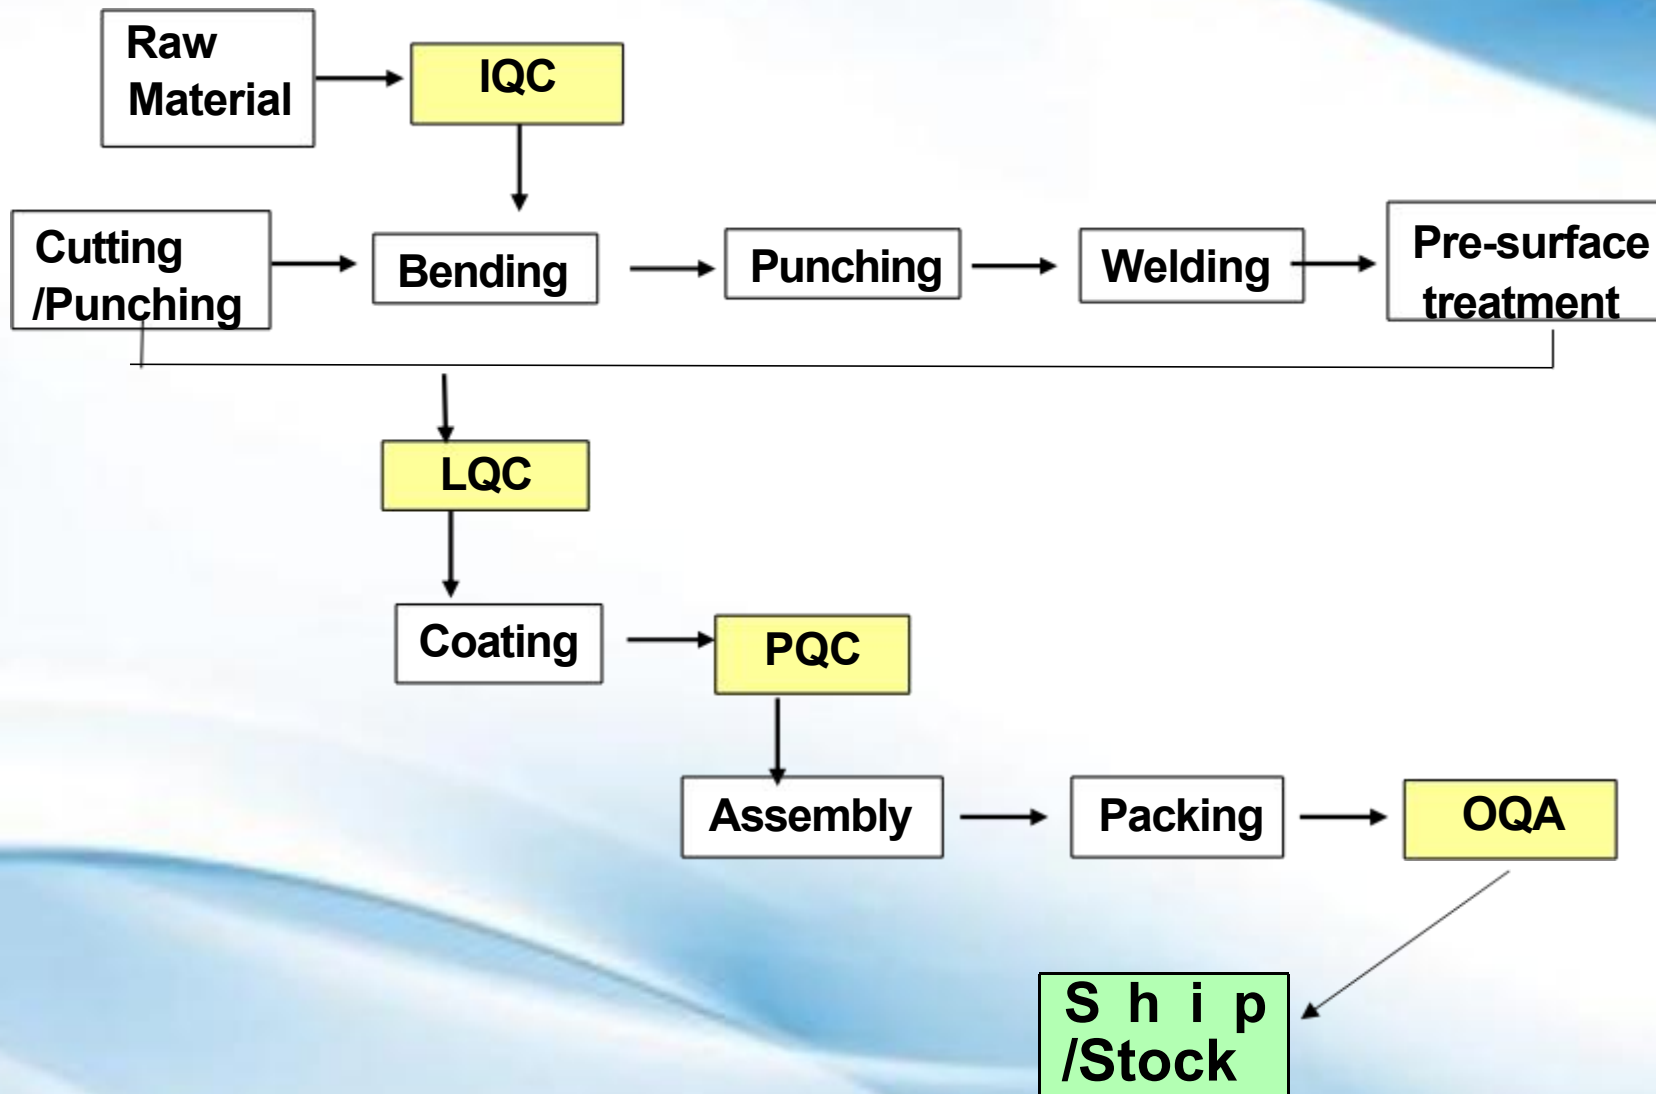 Raw
Material
IQC
Cutting
/Punching
Bending
Punching
Welding
Pre-surface
treatment
LQC
Coating
PQC
Assembly
Packing
OQA
S h i p
/Stock